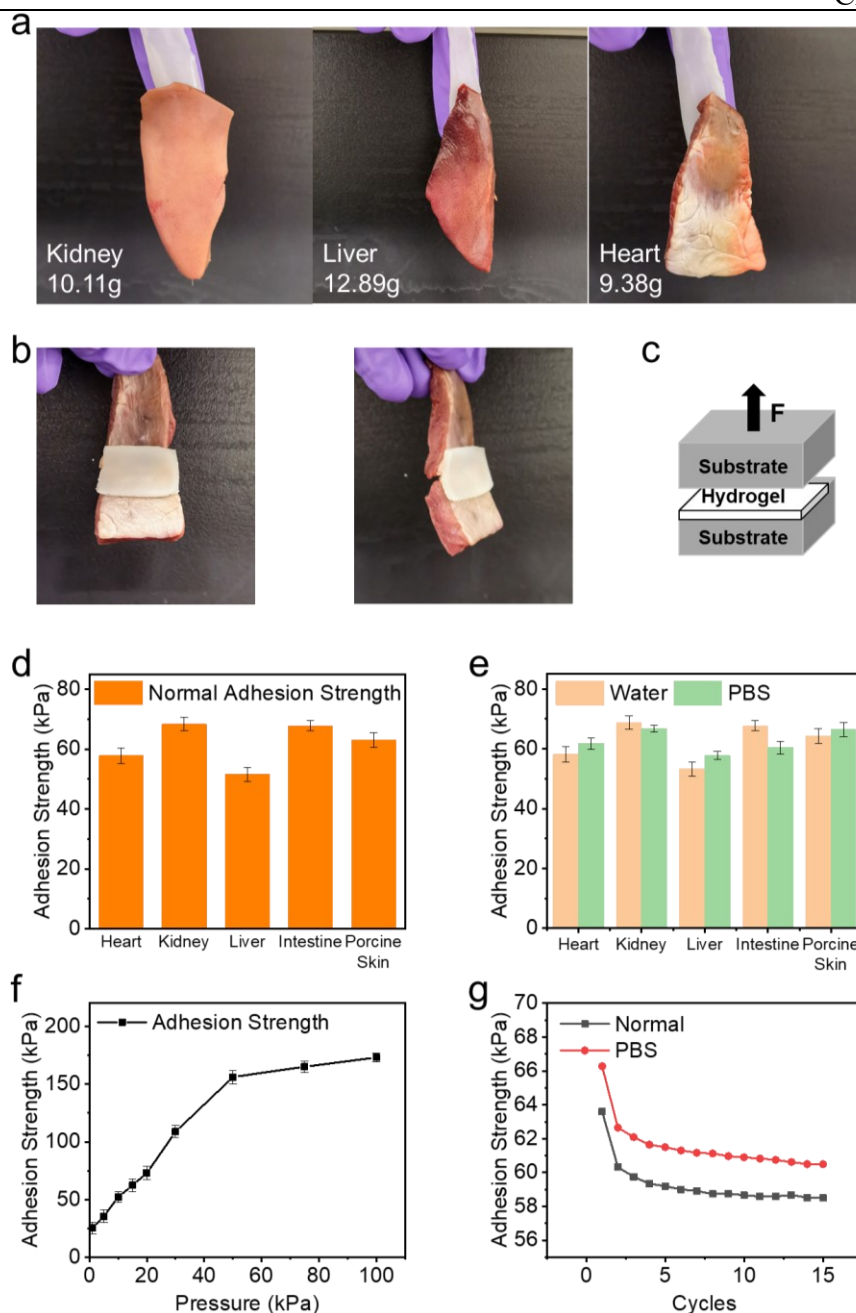 a
Kidney
10.11g
Liver
12.89g
Heart
9.38g
b
c
F
Substrate
Hydrogel
Substrate
d
Adhesion Strength (kPa)
80
60
40
20
0
Normal Adhesion Strength
Heart
Kidney
Liver
Intestine
Porcine
Skin
e
Adhesion Strength (kPa)
80
60
40
20
0
Water
PBS
Heart
Kidney
Liver
Intestine
Porcine
Skin
f
Adhesion Strength (kPa)
200
150
100
50
0
Adhesion Strength
0 20 40 60 80 100
Pressure (kPa)
g
Adhesion Strength (kPa)
70
68
66
64
62
60
58
56
Normal
PBS
0 5 10 15
Cycles